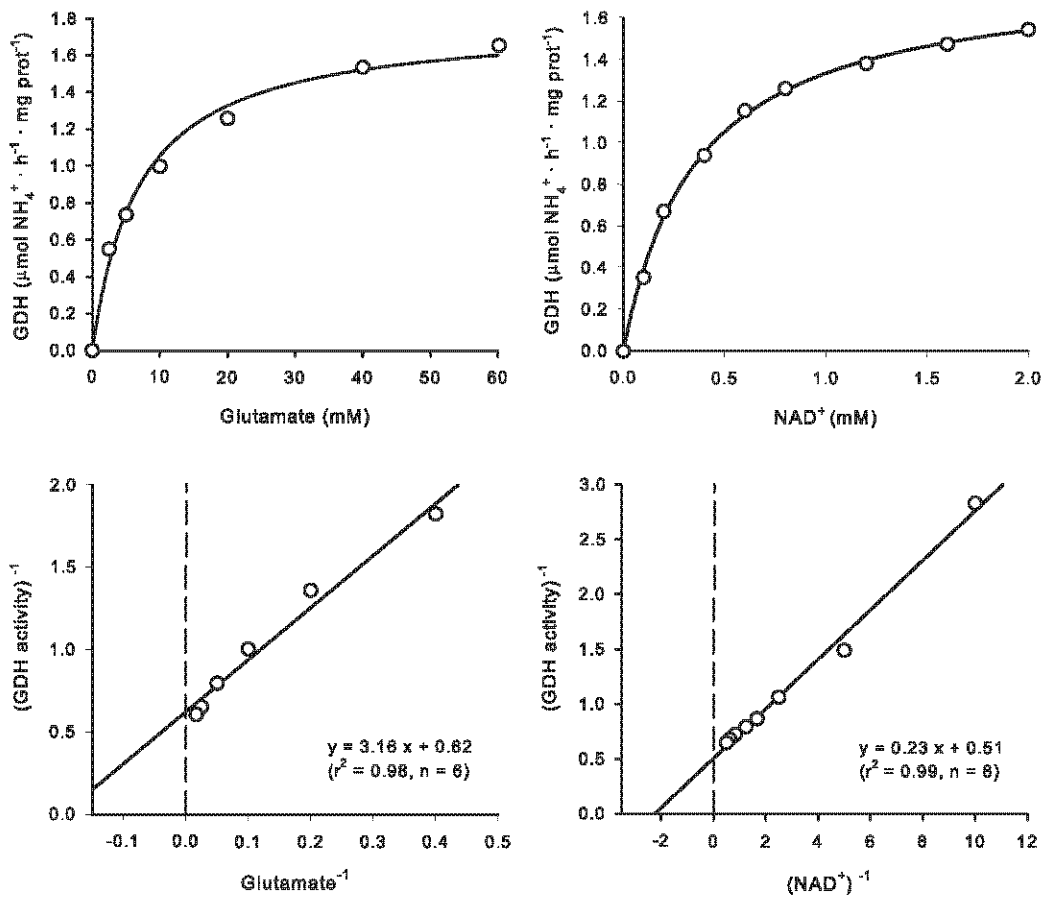 GDH (μmol NH₄⁺ · h⁻¹ · mg prot⁻¹)
1.8
1.6
1.4
1.2
1.0
0.8
0.6
0.4
0.2
0.0
0 10 20 30 40 50 60
Glutamate (mM)
GDH (μmol NH₄⁺ · h⁻¹ · mg prot⁻¹)
1.6
1.4
1.2
1.0
0.8
0.6
0.4
0.2
0.0
0.0 0.5 1.0 1.5 2.0
NAD⁺ (mM)
(GDH activity)⁻¹
2.0
1.5
1.0
0.5
0.0
y = 3.16 x + 0.62
(r² = 0.98, n = 6)
-0.1 0.0 0.1 0.2 0.3 0.4 0.5
Glutamate⁻¹
(GDH activity)⁻¹
3.0
2.5
2.0
1.5
1.0
0.5
0.0
y = 0.23 x + 0.51
(r² = 0.99, n = 8)
-2 0 2 4 6 8 10 12
(NAD⁺)⁻¹